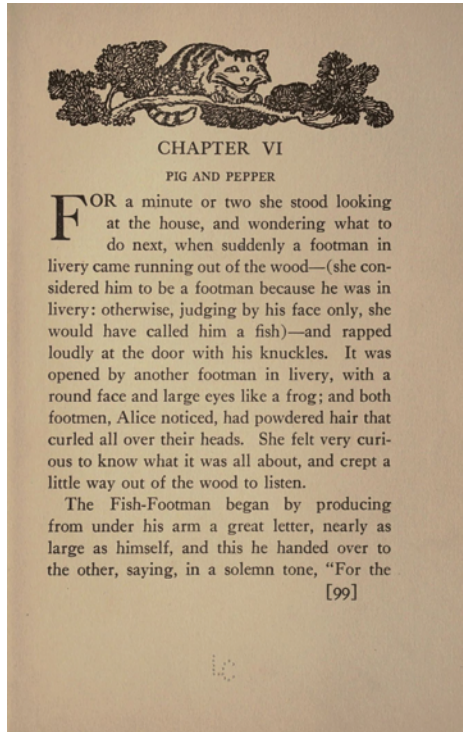 CHAPTER VI
PIG AND PEPPER
FOR a minute or two she stood looking
at the house, and wondering what to
do next, when suddenly a footman in
livery came running out of the wood—(she con-
sidered him to be a footman because he was in
livery: otherwise, judging by his face only, she
would have called him a fish)—and rapped
loudly at the door with his knuckles. It was
opened by another footman in livery, with a
round face and large eyes like a frog; and both
footmen, Alice noticed, had powdered hair that
curled all over their heads. She felt very curi-
ous to know what it was all about, and crept a
little way out of the wood to listen.
The Fish-Footman began by producing
from under his arm a great letter, nearly as
large as himself, and this he handed over to
the other, saying, in a solemn tone, “For the
[99]
LC